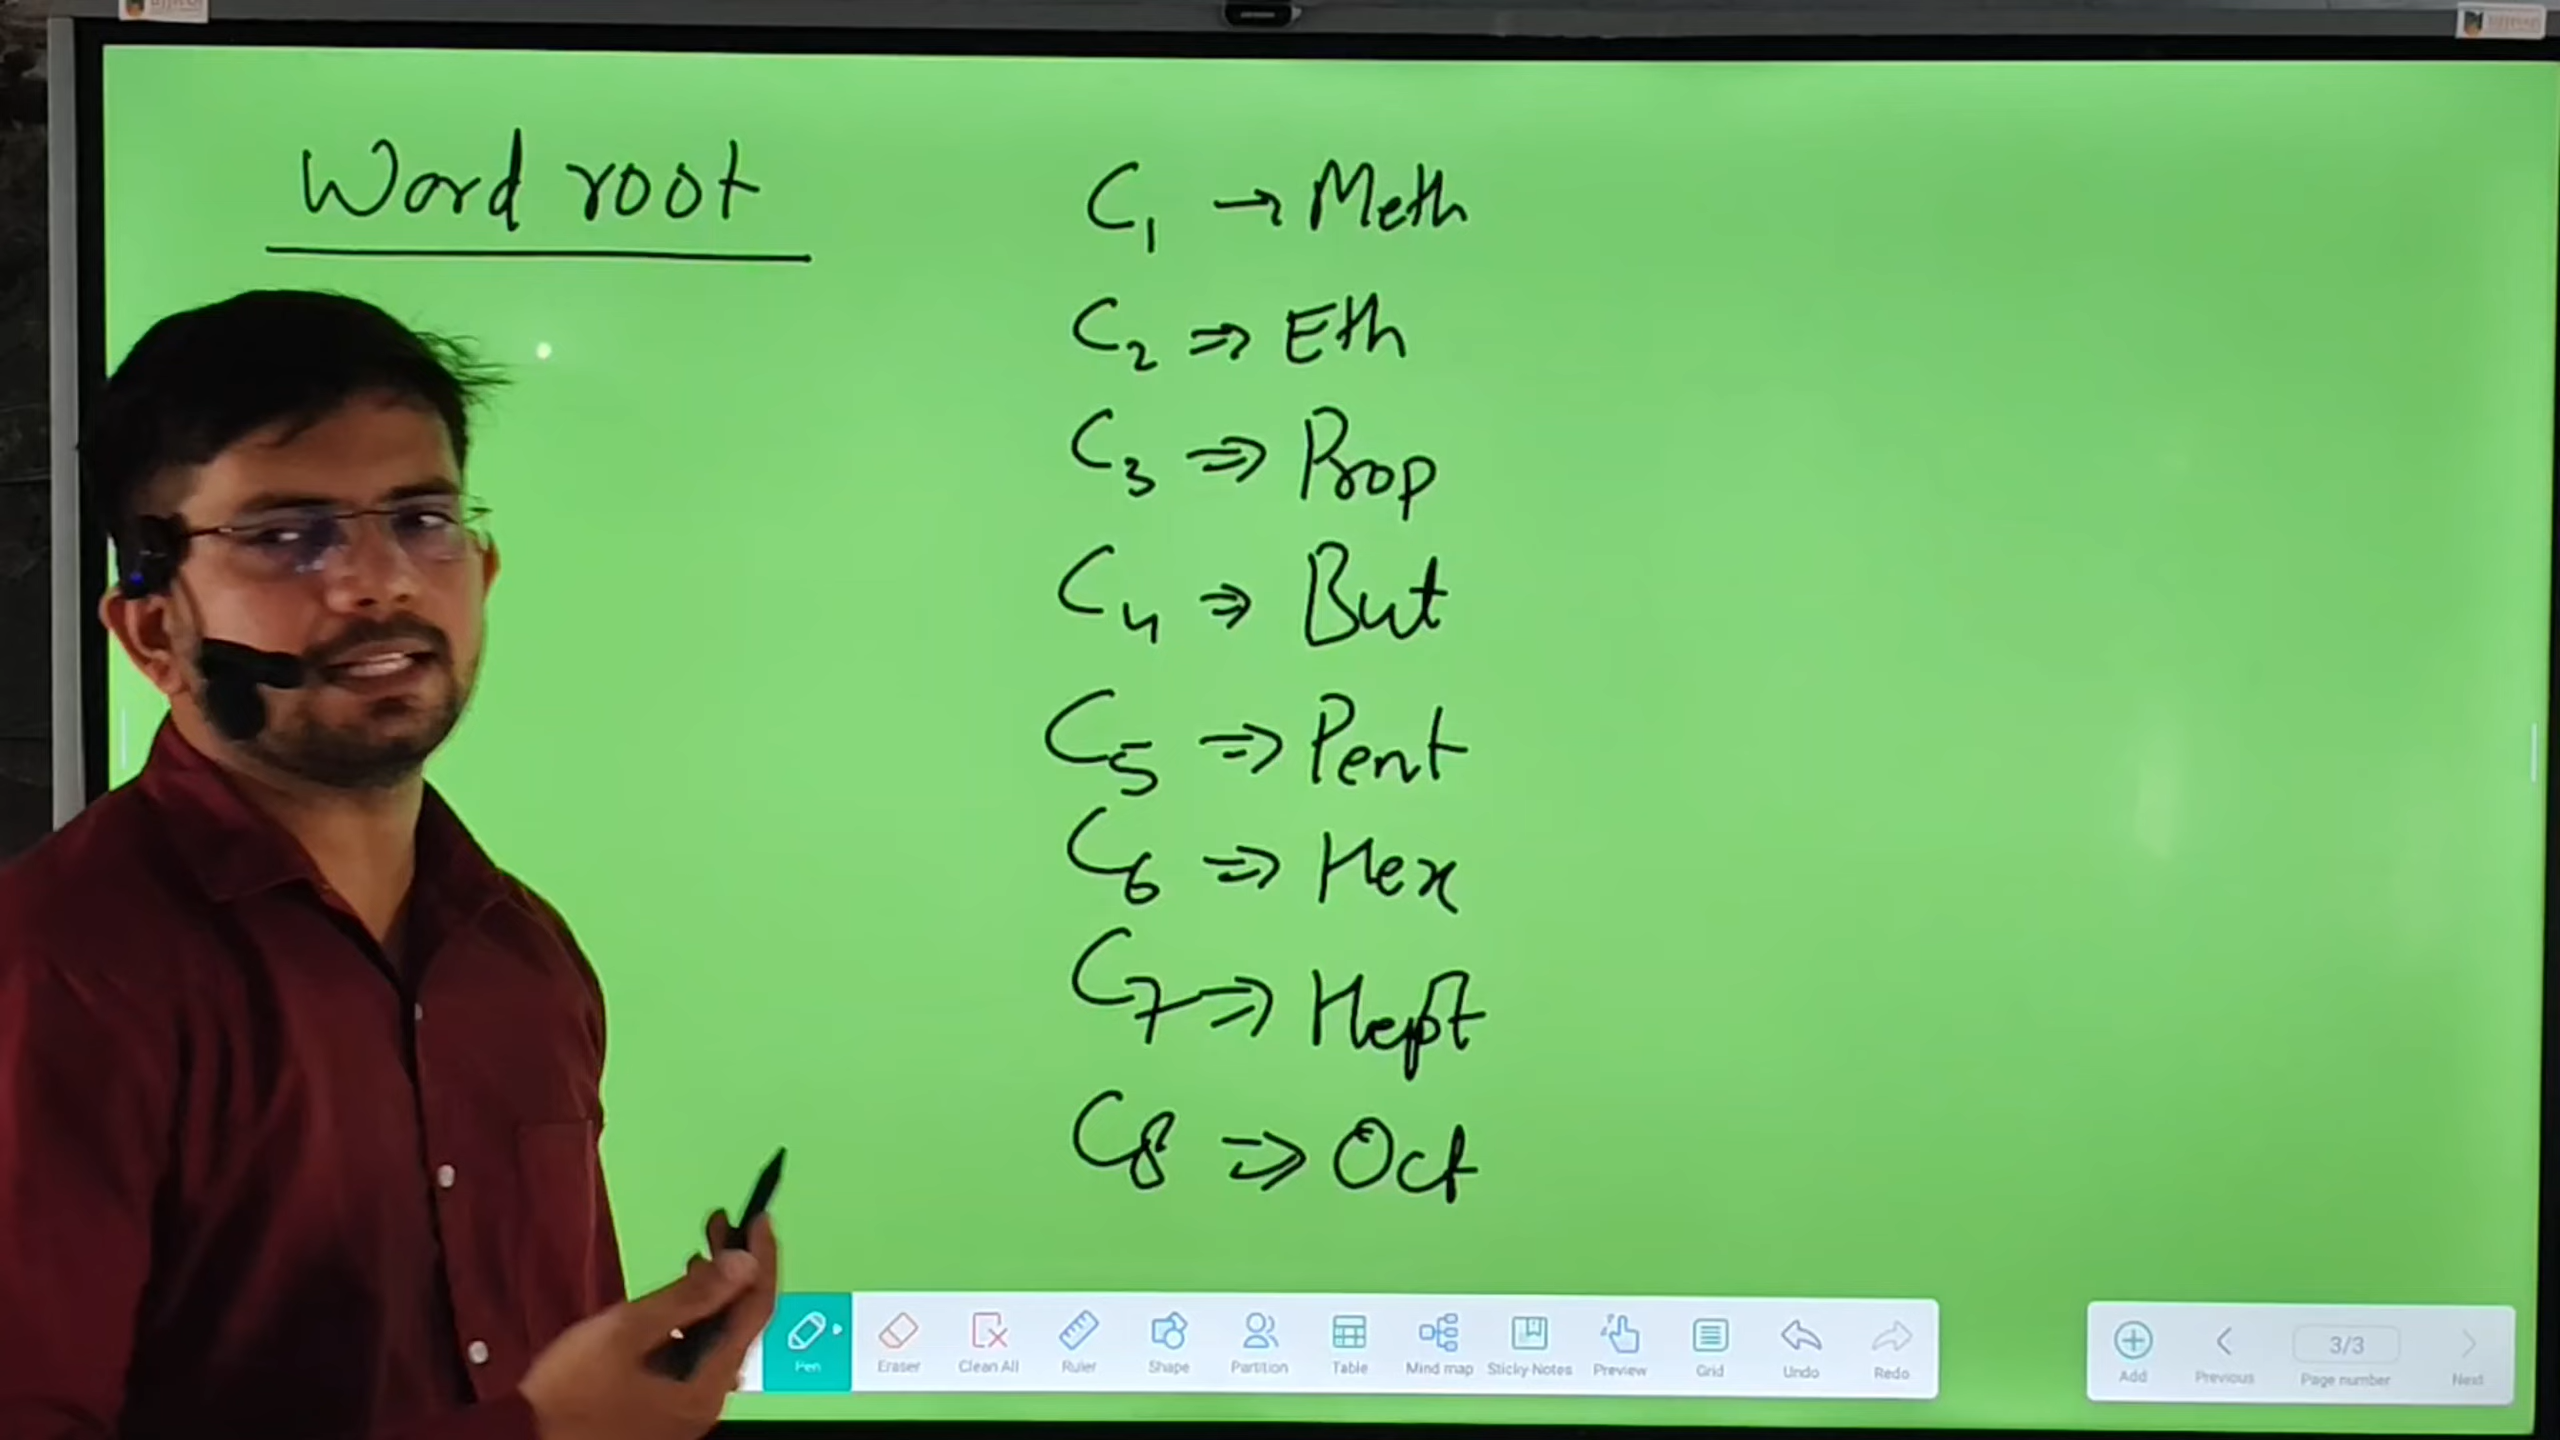 Word root
C₁ → Meth
C₂ ⇒ Eth
C₃ ⇒ Prop
C₄ ⇒ But
C₅ ⇒ Pent
C₆ ⇒ Hex
C₇ ⇒ Hept
C₈ ⇒ Oct
Pen Eraser Clean All Ruler Shape Partition Table Mind map Sticky Notes Preview Grid Undo Redo
3/3
Add Previous Page number Next